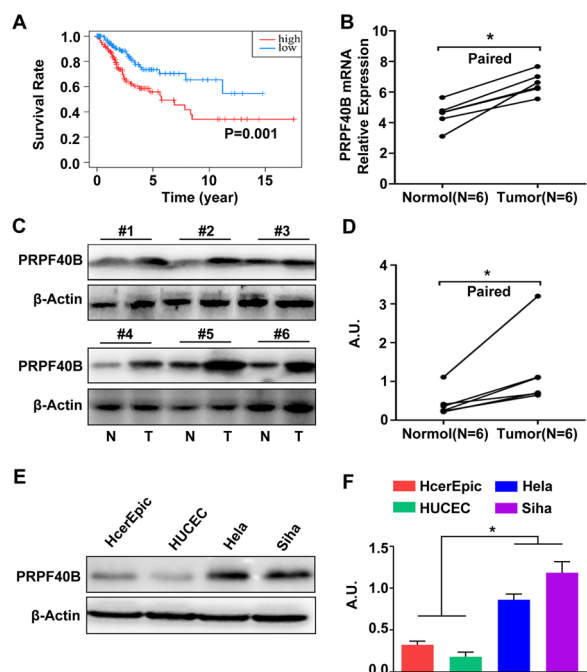 A
1.0
0.8
0.6
0.4
0.2
0.0
Survival Rate
high
low
P=0.001
0
5
10
15
Time (year)
B
10
8
6
4
2
0
PRPF40B mRNA
Relative Expression
*
Paired
Normol(N=6)
Tumor(N=6)
C
#1
#2
#3
PRPF40B
β-Actin
#4
#5
#6
PRPF40B
β-Actin
N
T
N
T
N
T
D
4
3
2
1
0
A.U.
*
Paired
Normol(N=6)
Tumor(N=6)
E
HcerEpic
HUCEC
Hela
Siha
PRPF40B
β-Actin
F
HcerEpic
Hela
HUCEC
Siha
1.5
1.0
0.5
0.0
A.U.
*